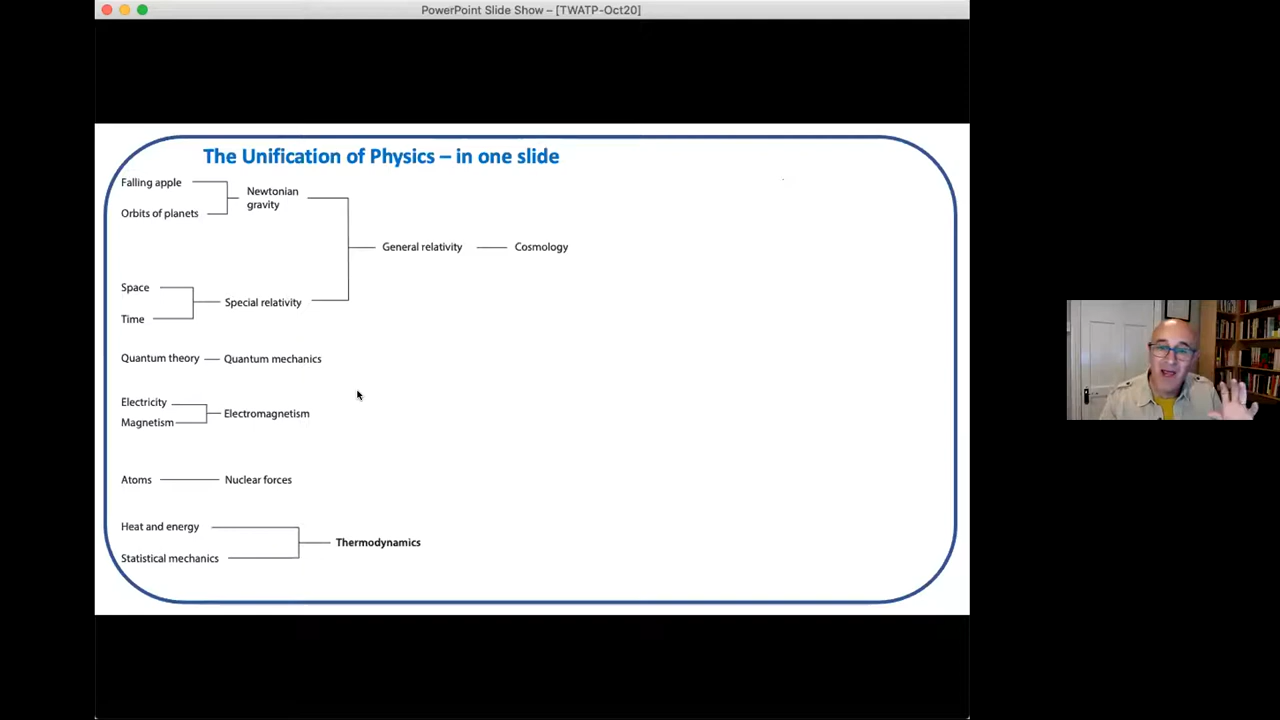 PowerPoint Slide Show – [TWATP-Oct20]
The Unification of Physics – in one slide
Falling apple
Newtonian
gravity
Orbits of planets
General relativity
Cosmology
Space
Special relativity
Time
Quantum theory
Quantum mechanics
Electricity
Electromagnetism
Magnetism
Atoms
Nuclear forces
Heat and energy
Thermodynamics
Statistical mechanics